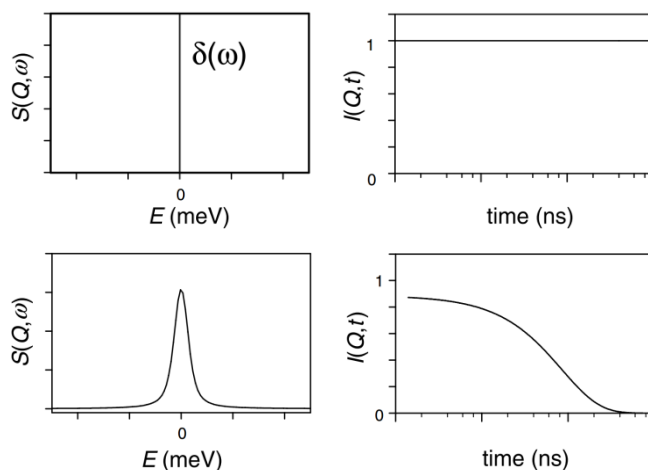 S(Q,ω)
δ(ω)
0
E (meV)
I(Q,t)
1
0
time (ns)
S(Q,ω)
0
E (meV)
I(Q,t)
1
0
time (ns)